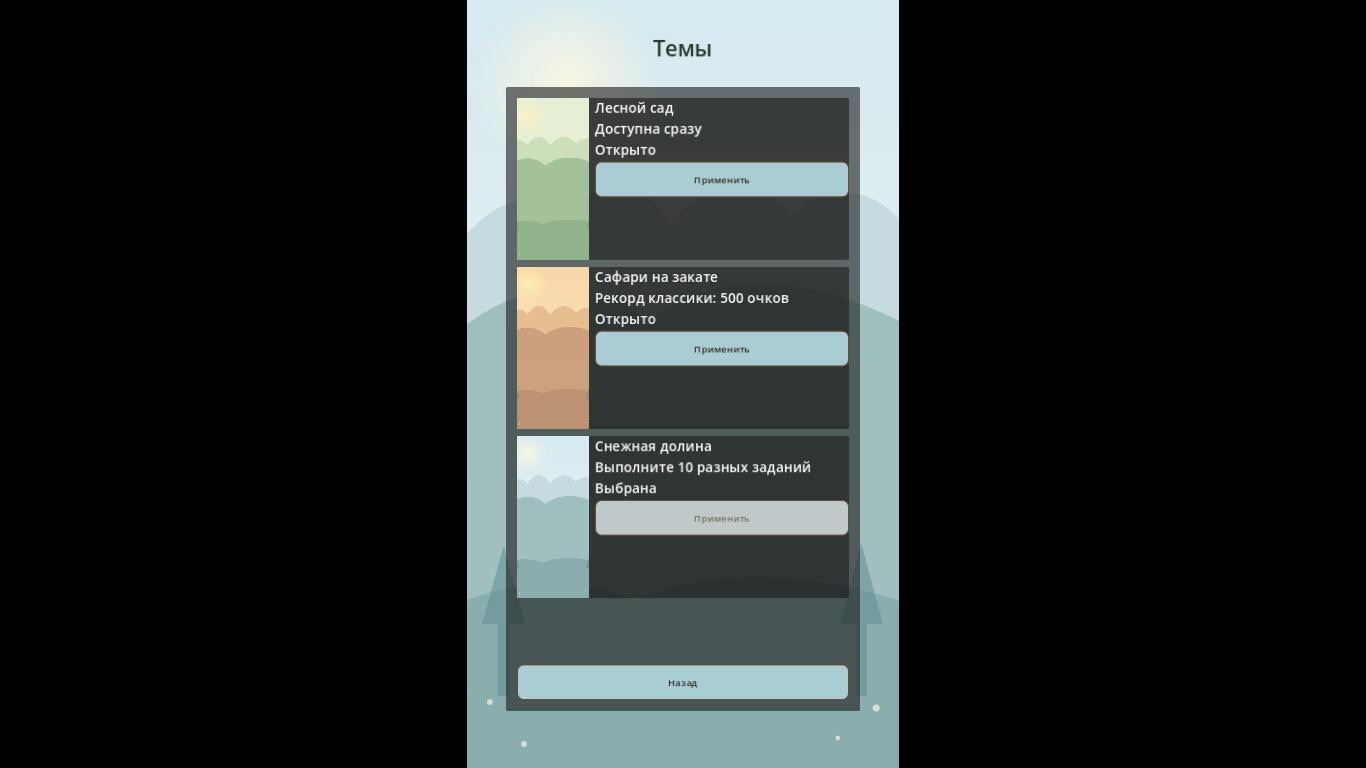 Темы
Лесной сад
Доступна сразу
Открыто
Применить
Сафари на закате
Рекорд классики: 500 очков
Открыто
Применить
Снежная долина
Выполните 10 разных заданий
Выбрана
Применить
Назад